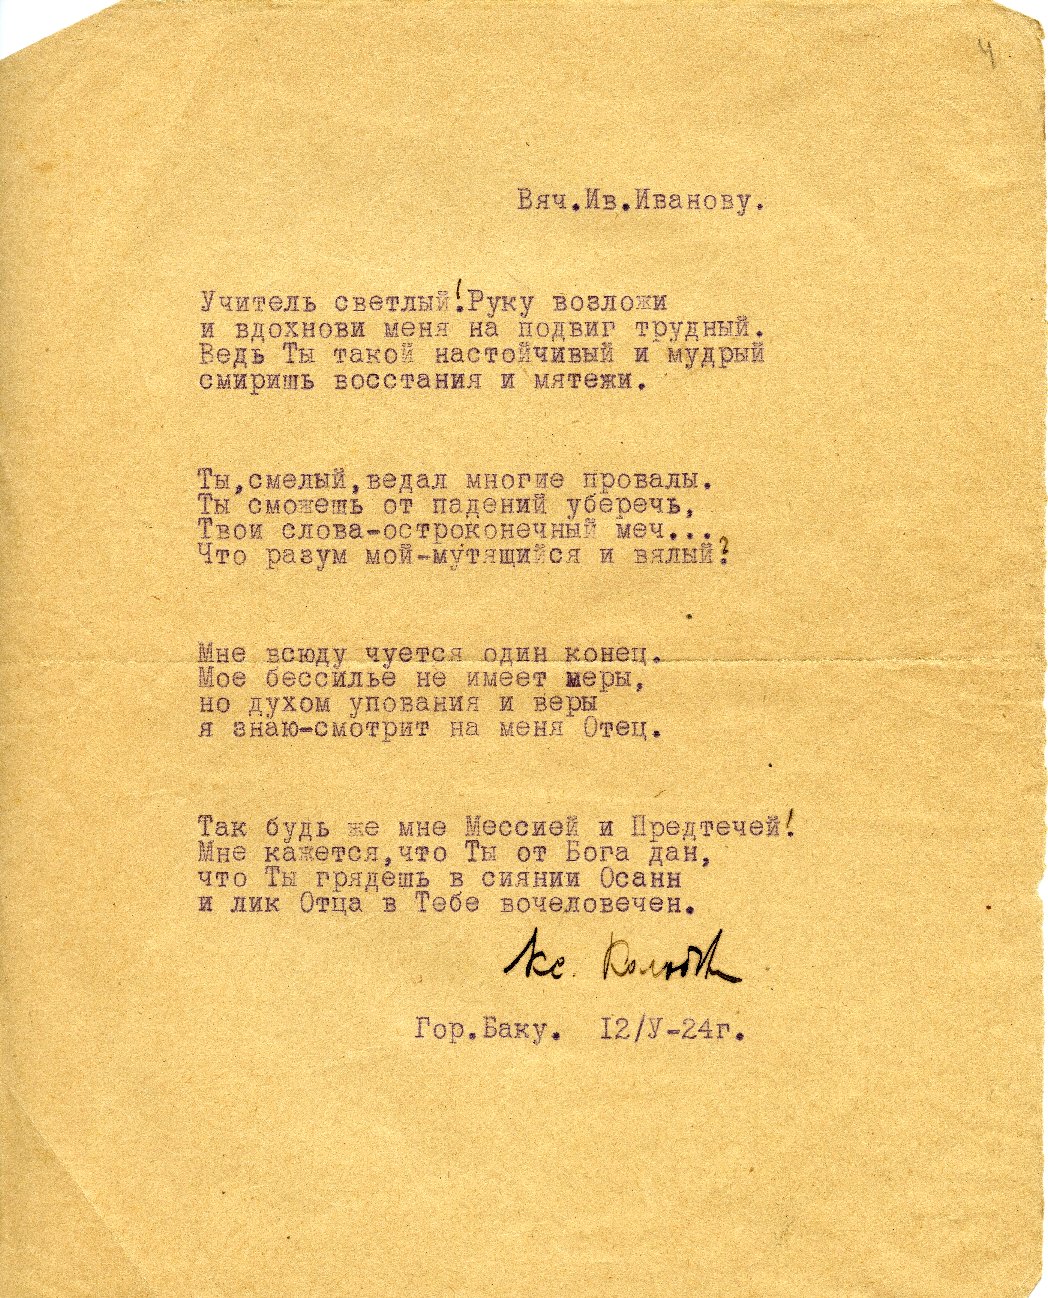 4
Вяч.Ив.Иванову.
Учитель светлый!Руку возложи
и вдохнови меня на подвиг трудный.
Ведь Ты такой настойчивый и мудрый
смиришь восстания и мятежи.
Ты,смелый,ведал многие провалы.
Ты сможешь от падений уберечь,
Твои слова-остроконечный меч...
Что разум мой-мутящийся и вялый?
Мне всюду чуется один конец.
Мое бессилье не имеет меры,
но духом упования и веры
я знаю-смотрит на меня Отец.
Так будь же мне Мессией и Предтечей!
Мне кажется,что Ты от Бога дан,
что Ты грядешь в сиянии Осанн
и лик Отца в Тебе вочеловечен.
Кс.
Гор.Баку. 12/У-24г.